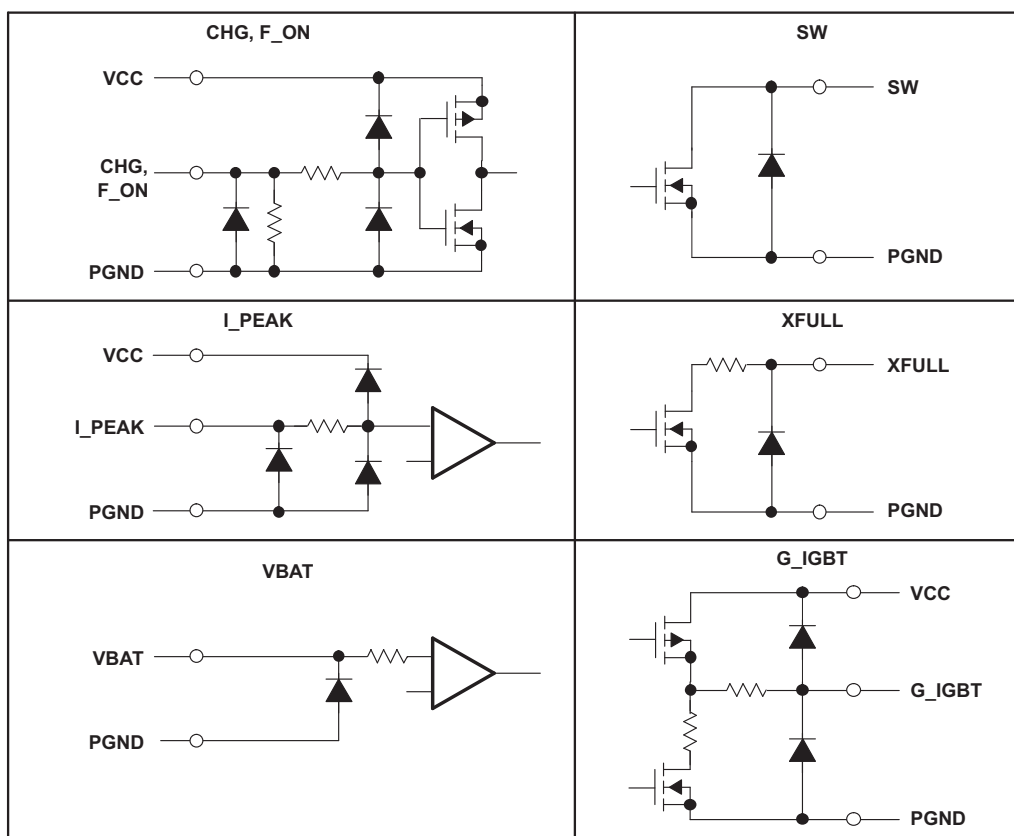 CHG, F_ON
VCC
CHG,
F_ON
PGND
SW
SW
PGND
I_PEAK
VCC
I_PEAK
PGND
XFULL
XFULL
PGND
VBAT
VBAT
PGND
G_IGBT
VCC
G_IGBT
PGND